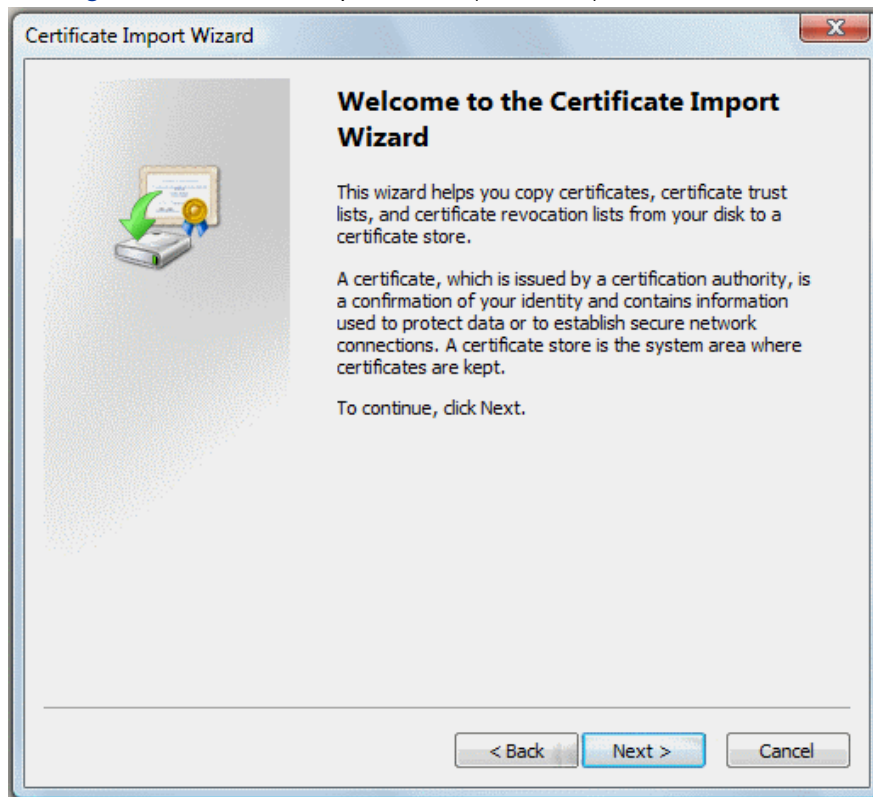 Certificate Import Wizard
X
Welcome to the Certificate Import
Wizard
This wizard helps you copy certificates, certificate trust
lists, and certificate revocation lists from your disk to a
certificate store.
A certificate, which is issued by a certification authority, is
a confirmation of your identity and contains information
used to protect data or to establish secure network
connections. A certificate store is the system area where
certificates are kept.
To continue, click Next.
< Back
Next >
Cancel